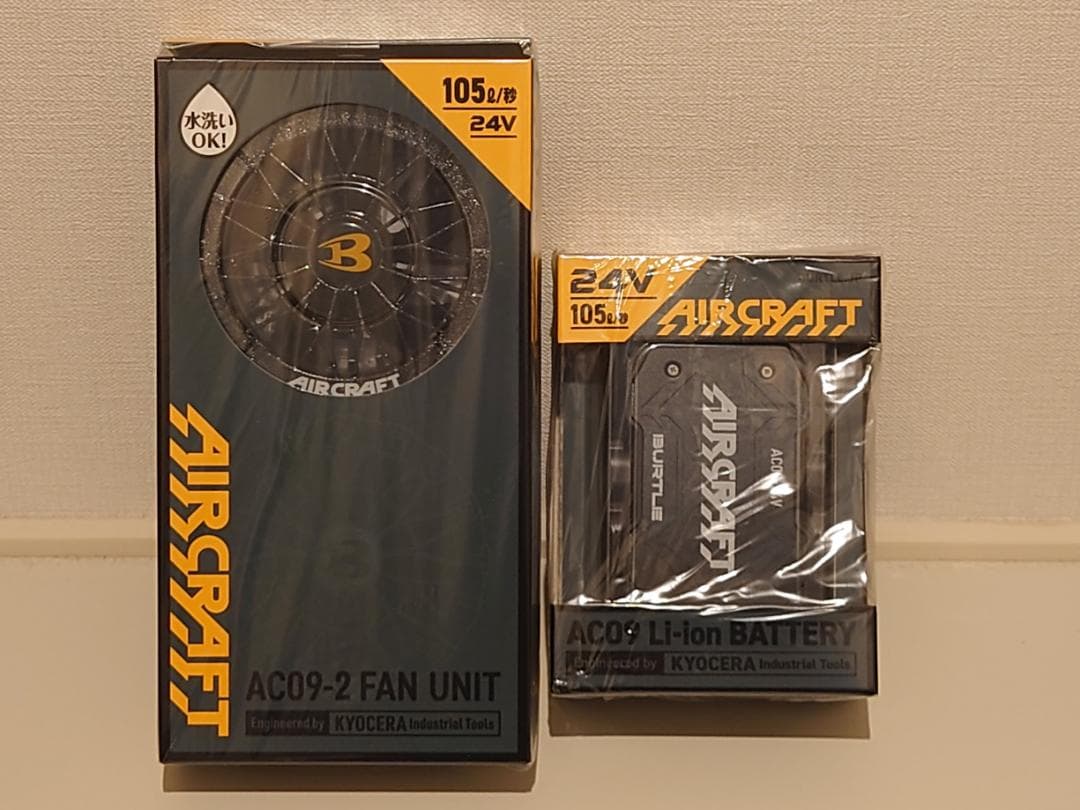 水洗い
OK!
105ℓ/秒
24V
B
AIRCRAFT
AIRCRAFT
AC09-2 FAN UNIT
Engineered by KYOCERA Industrial Tools
24V
105ℓ/秒
AIRCRAFT
AIRCRAFT
BURTLE
AC09 Li-ion BATTERY
Engineered by KYOCERA Industrial Tools